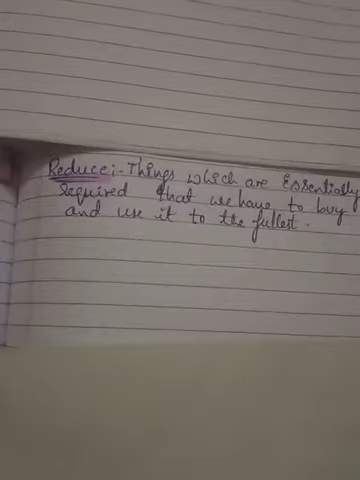 Reduce:- Things which are Essentially
required that we have to buy
and use it to the fullest.